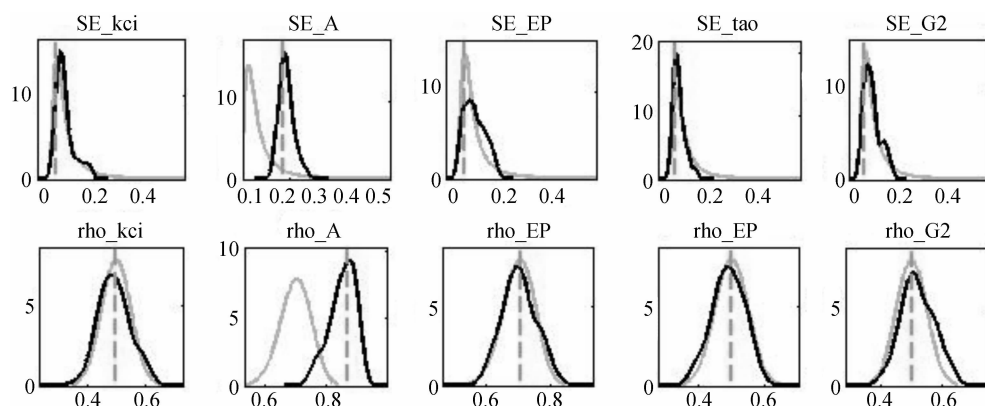 SE_kci SE_A SE_EP SE_tao SE_G2
10 0 0 0.2 0.4
10 0 0.1 0.2 0.3 0.4 0.5
10 0 0 0.2 0.4
20 10 0 0 0.2 0.4
10 0 0 0.2 0.4
rho_kci rho_A rho_EP rho_EP rho_G2
5 0 0.4 0.6
10 5 0 0.6 0.8
5 0 0.6 0.8
5 0 0.4 0.6
5 0 0.4 0.6